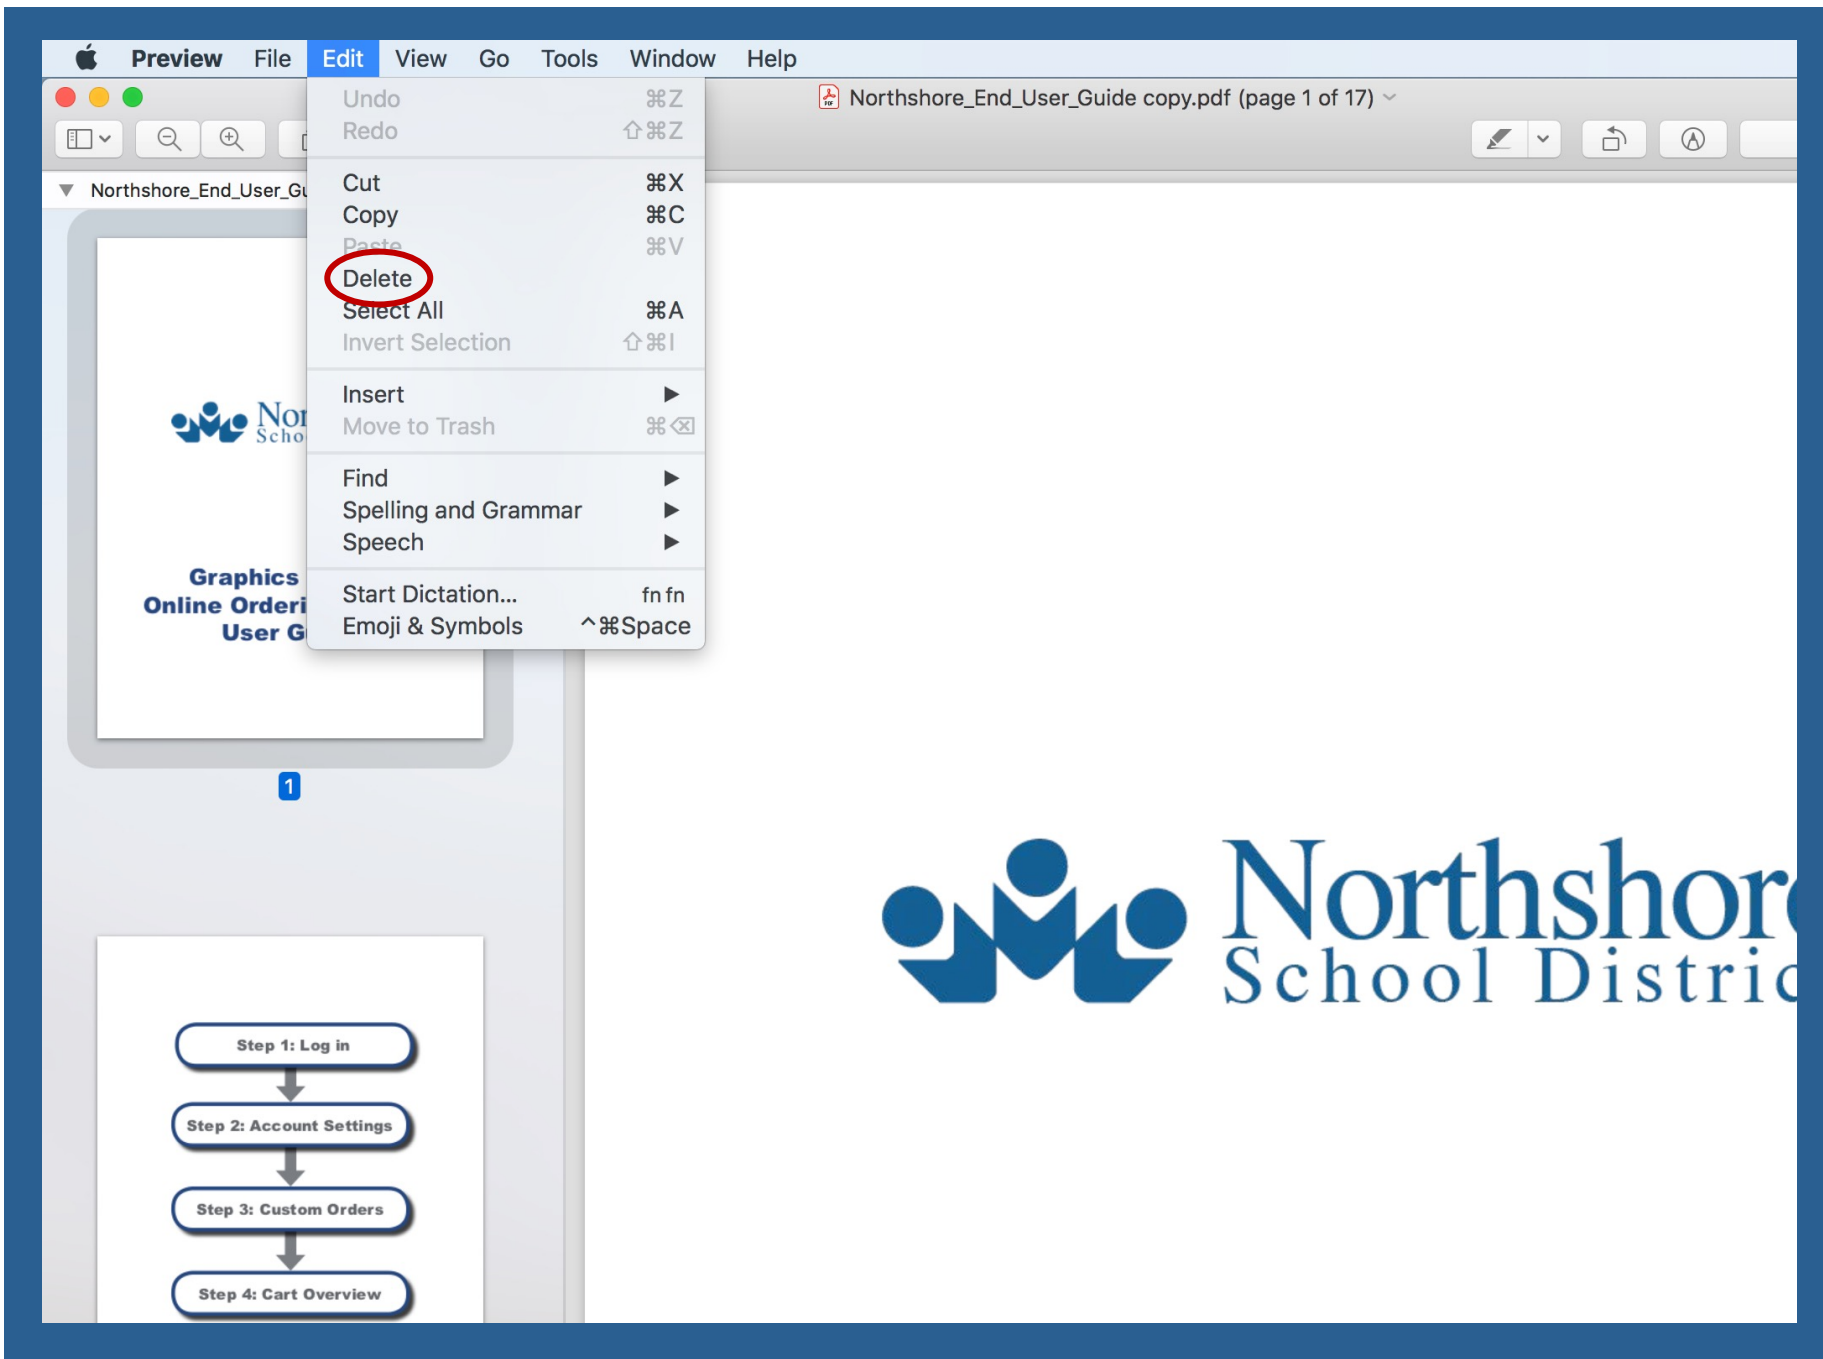 Preview File Edit View Go Tools Window Help
Northshore_End_User_Guide copy.pdf (page 1 of 17)
Undo ⌘Z
Redo ⇧⌘Z
Cut ⌘X
Copy ⌘C
Paste ⌘V
Delete
Select All ⌘A
Invert Selection ⇧⌘I
Insert ▶
Move to Trash ⌘⌫
Find ▶
Spelling and Grammar ▶
Speech ▶
Start Dictation... fn fn
Emoji & Symbols ^⌘Space
Northshore_End_User_Gu
Nor
Scho
Graphics
Online Orderi
User G
1
Step 1: Log in
Step 2: Account Settings
Step 3: Custom Orders
Step 4: Cart Overview
Northshore
School Distric